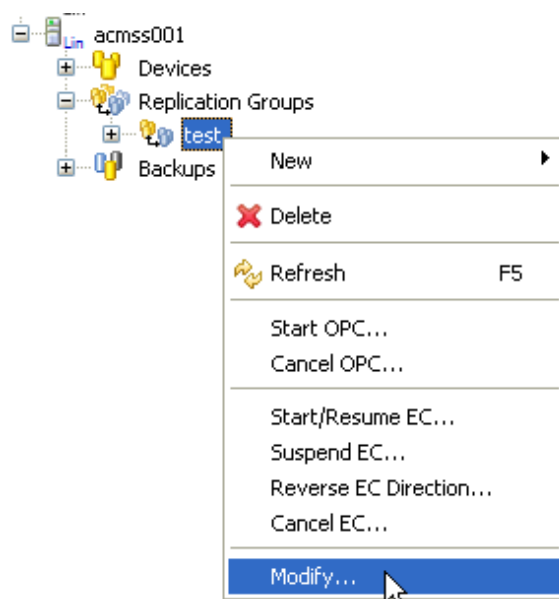 Lin acmss001
Devices
Replication Groups
test
Backups
New
Delete
Refresh F5
Start OPC...
Cancel OPC...
Start/Resume EC...
Suspend EC...
Reverse EC Direction...
Cancel EC...
Modify...